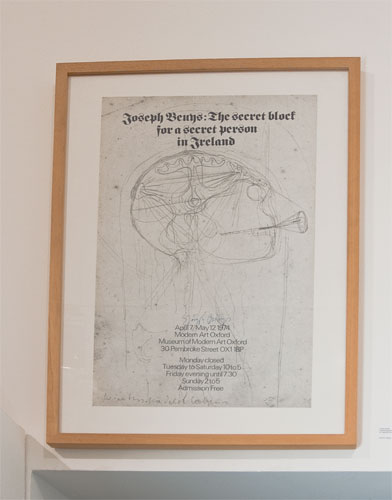 Joseph Beuys: The secret block
for a secret person
in Ireland
April 7/May 12 1974
Modern Art Oxford
Museum of Modern Art Oxford
30 Pembroke Street OX1 1BP
Monday closed
Tuesday to Saturday 10 to 5
Friday evening until 7.30
Sunday 2 to 5
Admission Free